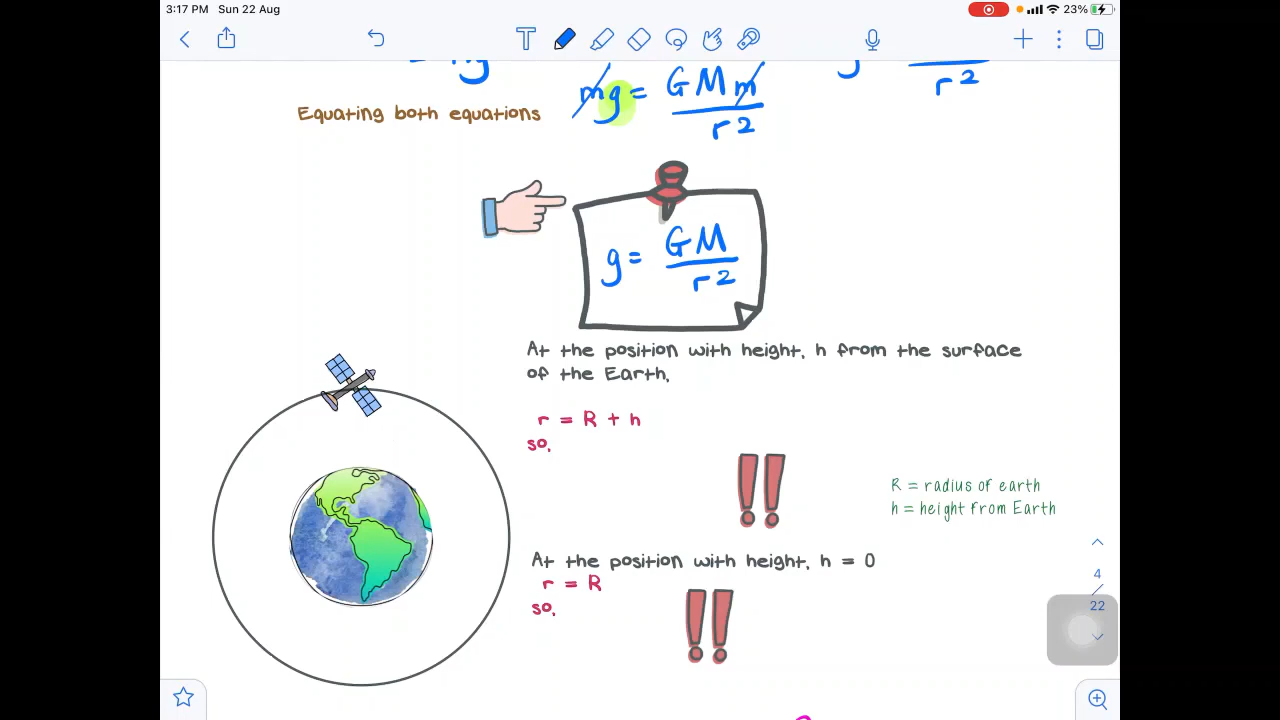 3:17 PM Sun 22 Aug
23%
T
mg = GMm / r²
r²
Equating both equations
g = GM / r²
At the position with height, h from the surface
of the Earth,
r = R + h
so,
R = radius of earth
h = height from Earth
At the position with height, h = 0
r = R
so,
4
/
22